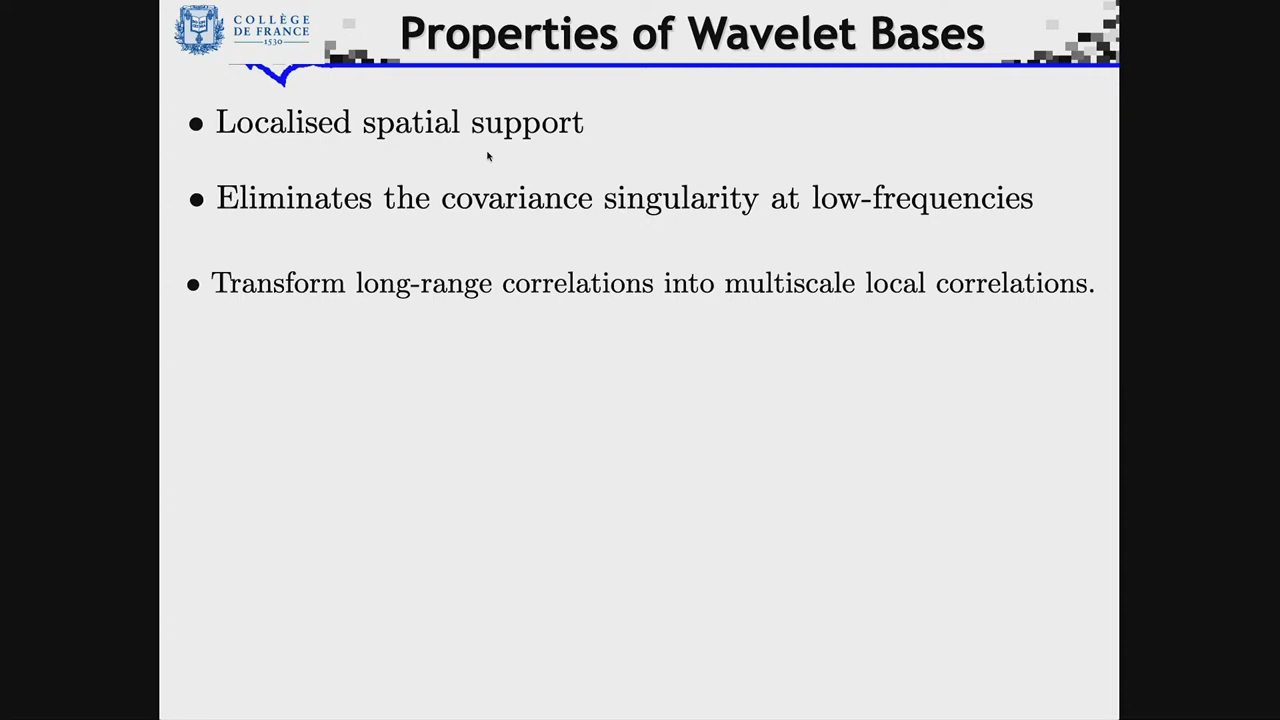 COLLÈGE
DE FRANCE
1530
Properties of Wavelet Bases
• Localised spatial support
• Eliminates the covariance singularity at low-frequencies
• Transform long-range correlations into multiscale local correlations.